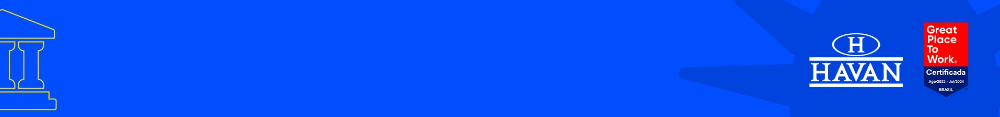 H
HAVAN
Great
Place
To
Work®
Certificada
Ago/2023 - Jul/2024
BRASIL